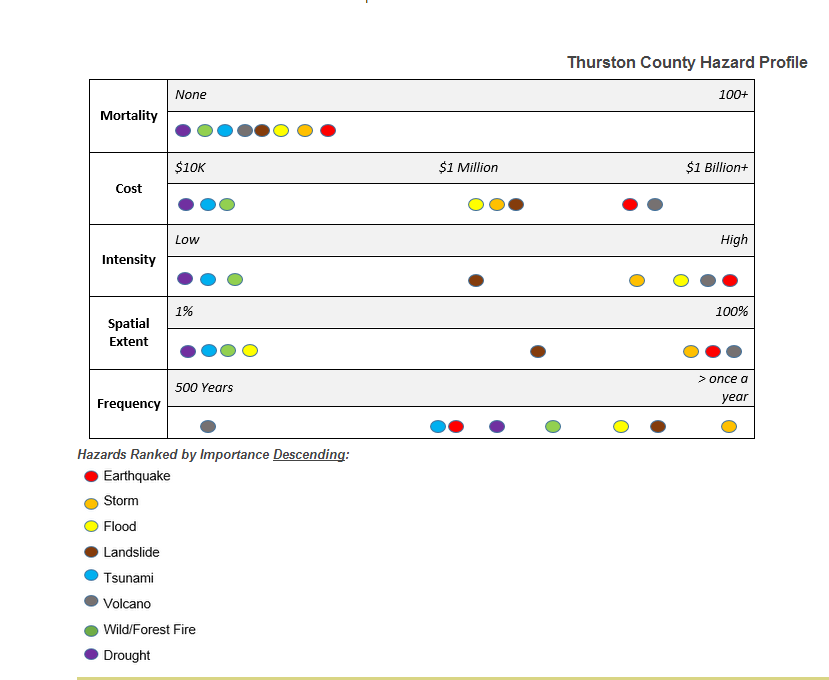 Thurston County Hazard Profile
Mortality
None
100+
Cost
$10K
$1 Million
$1 Billion+
Intensity
Low
High
Spatial
Extent
1%
100%
Frequency
500 Years
> once a
year
Hazards Ranked by Importance Descending:
Earthquake
Storm
Flood
Landslide
Tsunami
Volcano
Wild/Forest Fire
Drought